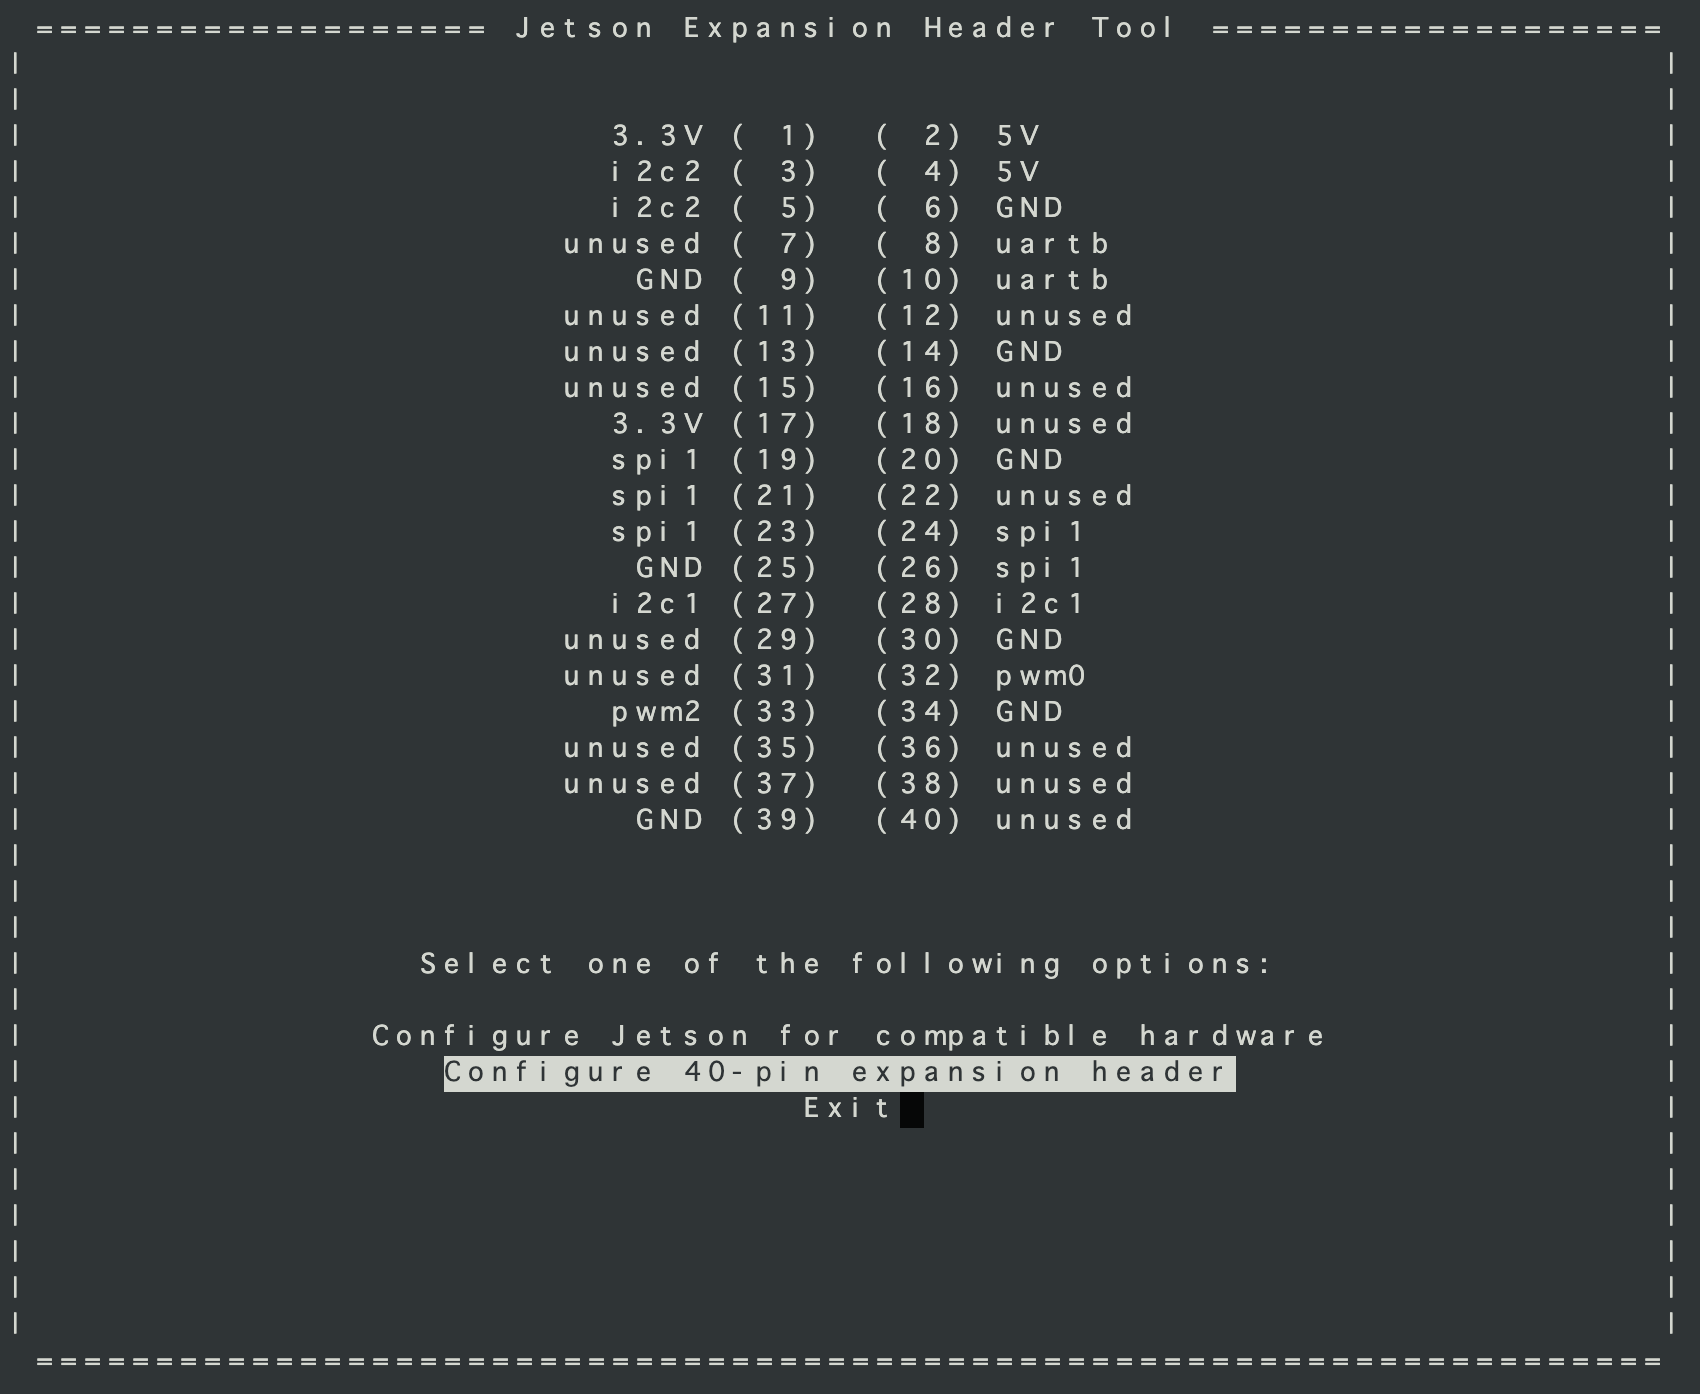 =================== Jetson Expansion Header Tool ===================
3.3V ( 1) ( 2) 5V
i2c2 ( 3) ( 4) 5V
i2c2 ( 5) ( 6) GND
unused ( 7) ( 8) uartb
GND ( 9) (10) uartb
unused (11) (12) unused
unused (13) (14) GND
unused (15) (16) unused
3.3V (17) (18) unused
spi1 (19) (20) GND
spi1 (21) (22) unused
spi1 (23) (24) spi1
GND (25) (26) spi1
i2c1 (27) (28) i2c1
unused (29) (30) GND
unused (31) (32) pwm0
pwm2 (33) (34) GND
unused (35) (36) unused
unused (37) (38) unused
GND (39) (40) unused
Select one of the following options:
Configure Jetson for compatible hardware
Configure 40-pin expansion header
Exit
====================================================================